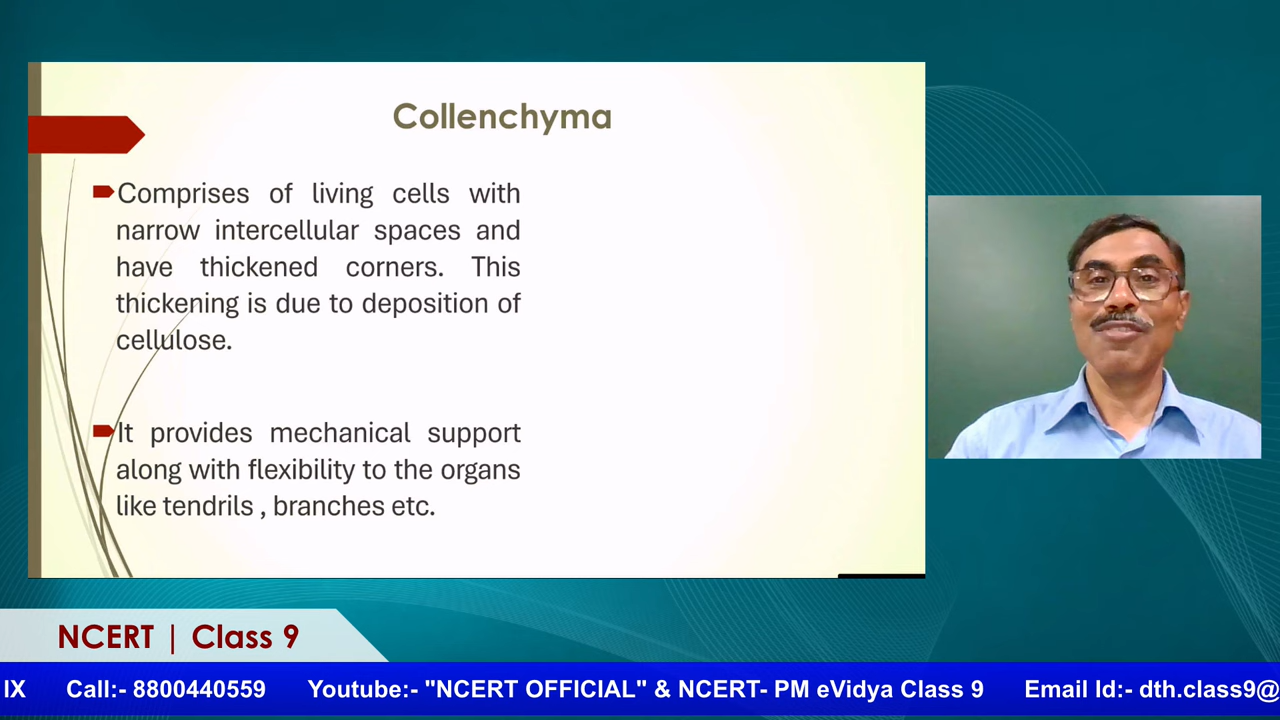 Collenchyma
Comprises of living cells with
narrow intercellular spaces and
have thickened corners. This
thickening is due to deposition of
cellulose.
It provides mechanical support
along with flexibility to the organs
like tendrils , branches etc.
NCERT | Class 9
IX Call:- 8800440559 Youtube:- "NCERT OFFICIAL" & NCERT- PM eVidya Class 9 Email Id:- dth.class9@